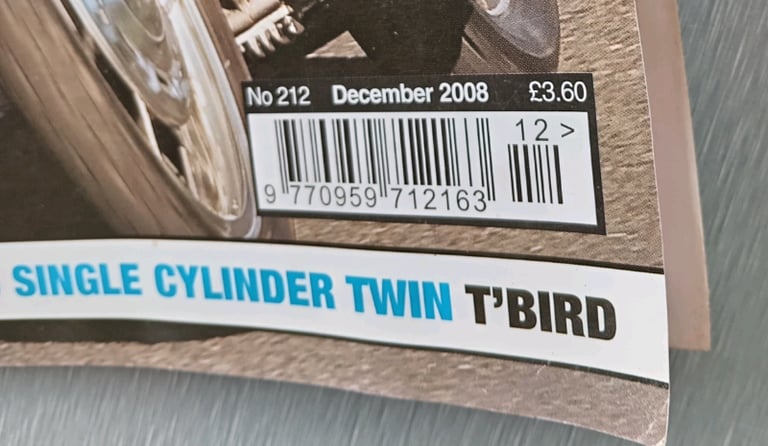 No 212 December 2008 £3.60
12 >
9 770959 712163
SINGLE CYLINDER TWIN T'BIRD